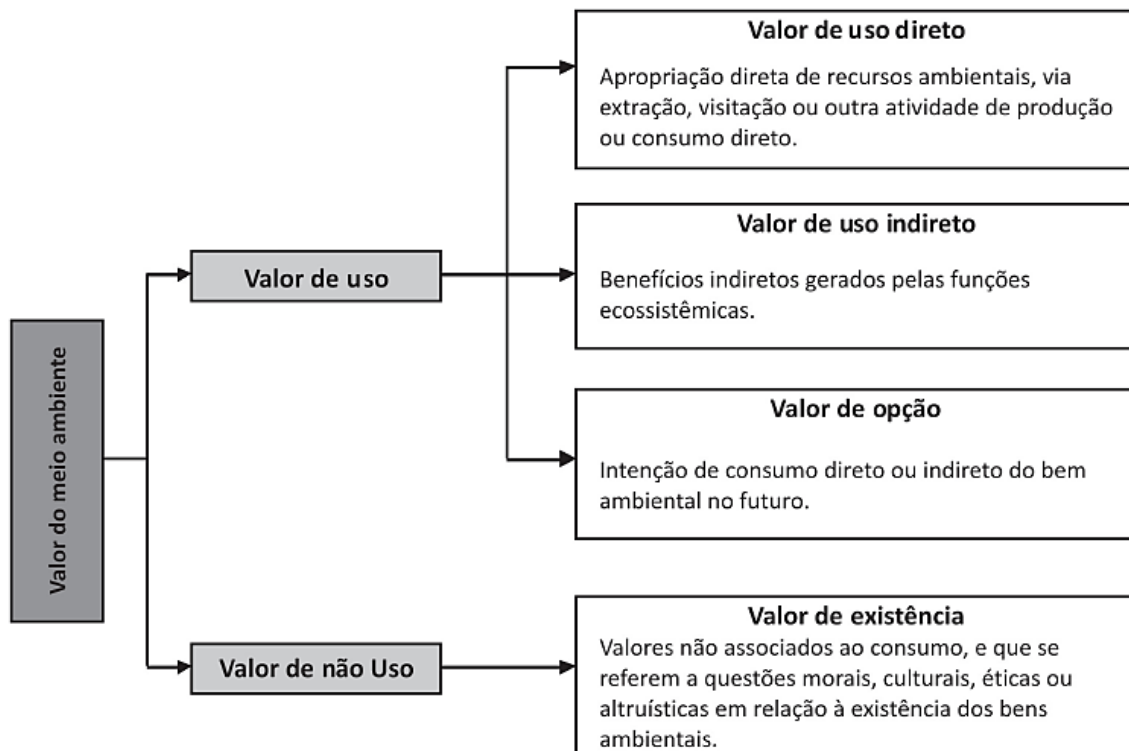 Valor do meio ambiente
Valor de uso
Valor de uso direto
Apropriação direta de recursos ambientais, via
extração, visitação ou outra atividade de produção
ou consumo direto.
Valor de uso indireto
Benefícios indiretos gerados pelas funções
ecossistêmicas.
Valor de opção
Intenção de consumo direto ou indireto do bem
ambiental no futuro.
Valor de não Uso
Valor de existência
Valores não associados ao consumo, e que se
referem a questões morais, culturais, éticas ou
altruísticas em relação à existência dos bens
ambientais.